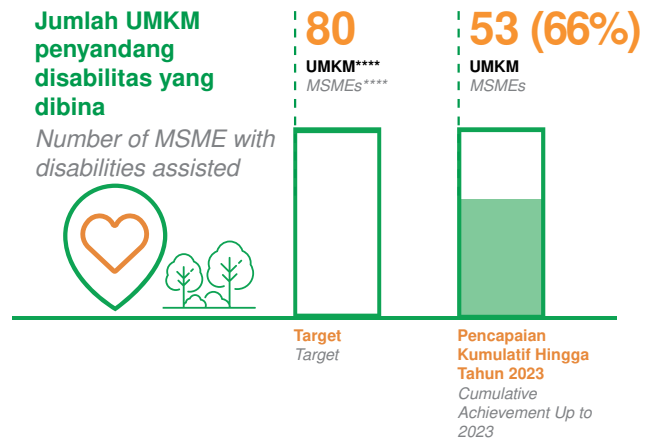 Jumlah UMKM
penyandang
disabilitas yang
dibina
Number of MSME with
disabilities assisted
80
UMKM****
MSMEs****
53 (66%)
UMKM
MSMEs
Target
Target
Pencapaian
Kumulatif Hingga
Tahun 2023
Cumulative
Achievement Up to
2023